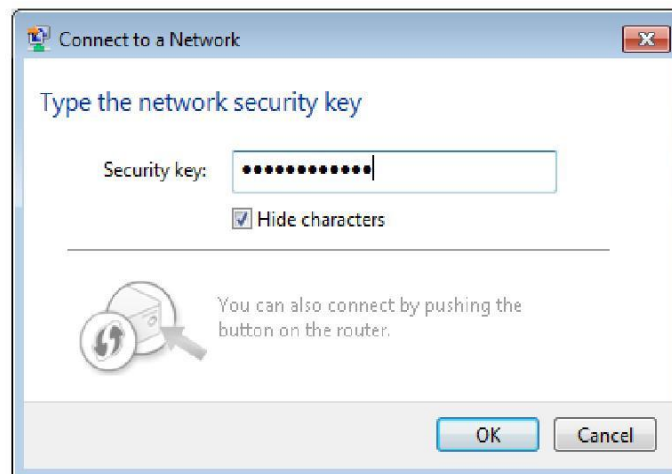 Connect to a Network
Type the network security key
Security key: ••••••••••••
Hide characters
You can also connect by pushing the
button on the router.
OK Cancel